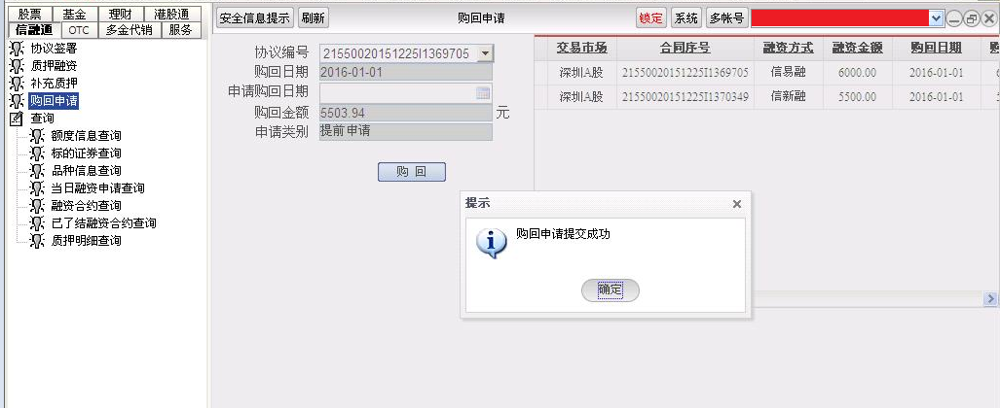 股票 基金 理财 港股通
信融通 OTC 多金代销 服务
协议签署
质押融资
补充质押
购回申请
查询
额度信息查询
标的证券查询
品种信息查询
当日融资申请查询
融资合约查询
已了结融资合约查询
质押明细查询
安全信息提示 刷新 购回申请 锁定 系统 多帐号
协议编号 21550020151225I1369705
购回日期 2016-01-01
申请购回日期
购回金额 5503.94 元
申请类别 提前申请
购 回
交易市场 合同序号 融资方式 融资金额 购回日期
深圳A股 21550020151225I1369705 信易融 6000.00 2016-01-01
深圳A股 21550020151225I1370349 信新融 5500.00 2016-01-01
提示
购回申请提交成功
确定